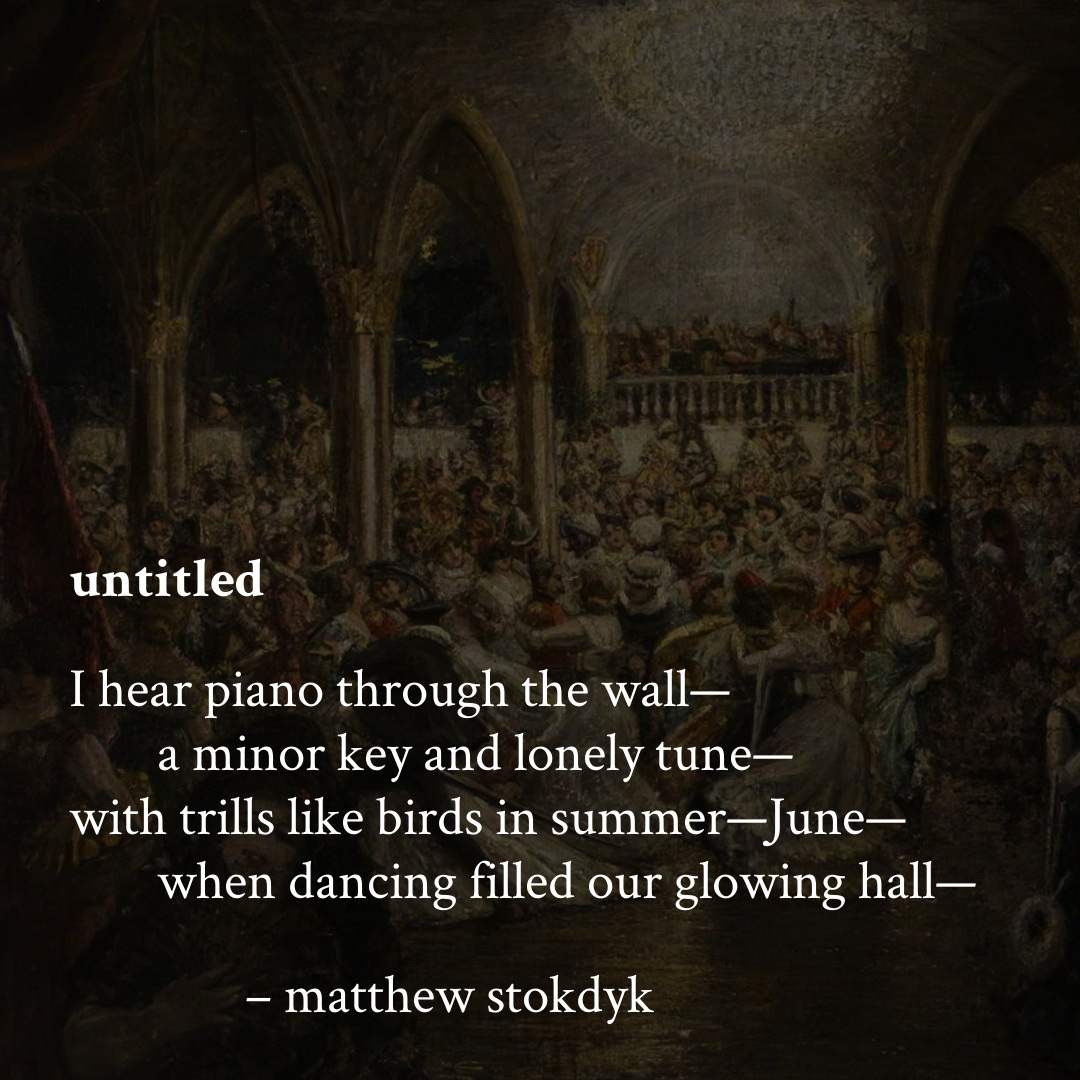 untitled
I hear piano through the wall—
a minor key and lonely tune—
with trills like birds in summer—June—
when dancing filled our glowing hall—
– matthew stokdyk